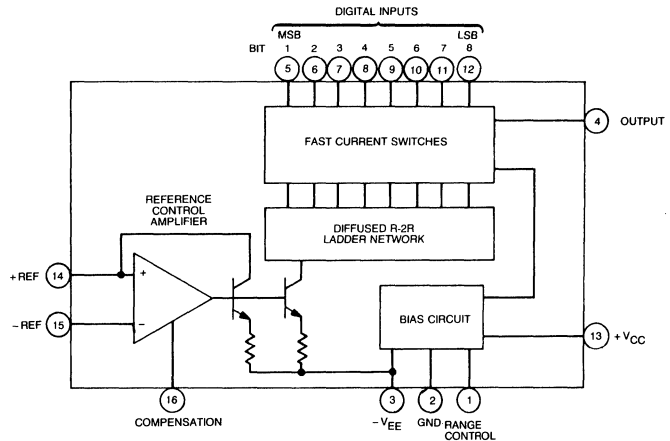 DIGITAL INPUTS
MSB LSB
BIT 1 2 3 4 5 6 7 8
5 6 7 8 9 10 11 12
4 OUTPUT
FAST CURRENT SWITCHES
REFERENCE
CONTROL
AMPLIFIER
DIFFUSED R-2R
LADDER NETWORK
+REF 14
+
-REF 15
-
BIAS CIRCUIT
13 +VCC
16
3 2 1
COMPENSATION
-VEE GND. RANGE
CONTROL